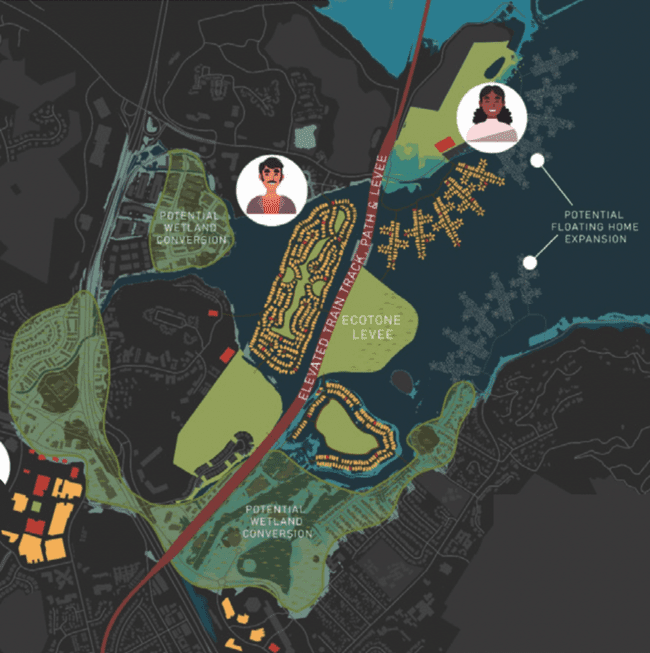 POTENTIAL
WETLAND
CONVERSION
POTENTIAL
FLOATING HOME
EXPANSION
ELEVATED TRAIN TRACK, PATH & LEVEE
ECOTONE
LEVEE
POTENTIAL
WETLAND
CONVERSION